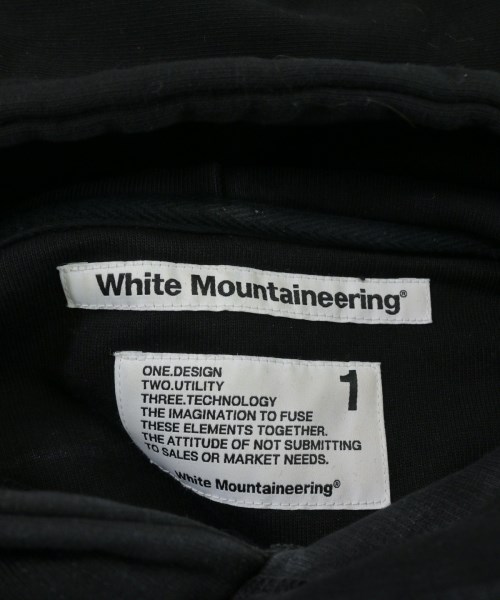 White Mountaineering®
1
ONE.DESIGN
TWO.UTILITY
THREE.TECHNOLOGY
THE IMAGINATION TO FUSE
THESE ELEMENTS TOGETHER.
THE ATTITUDE OF NOT SUBMITTING
TO SALES OR MARKET NEEDS.
White Mountaineering®